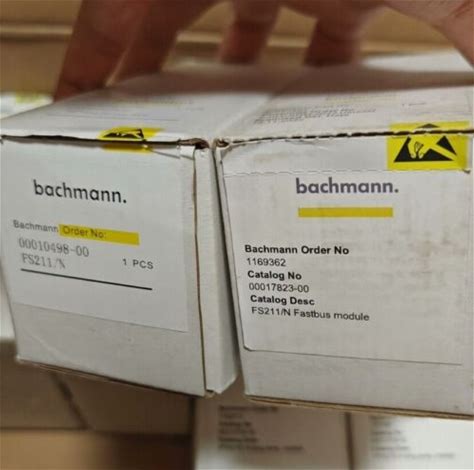 bachmann.
Bachmann Order No:
00010498-00
FS211/N
1 PCS
bachmann.
Bachmann Order No
1169362
Catalog No
00017823-00
Catalog Desc
FS211/N Fastbus module